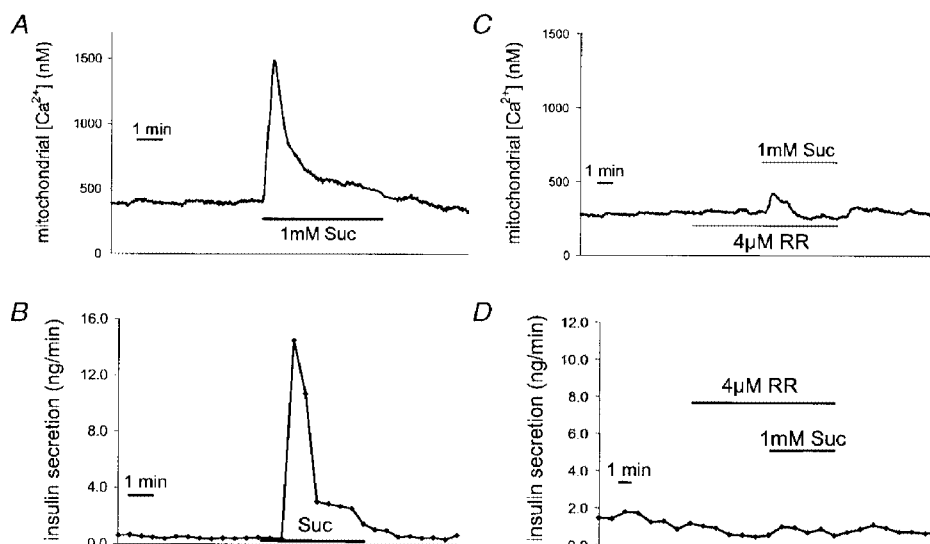 A
mitochondrial [Ca²⁺] (nM)
1500
1000
500
0
1 min
1mM Suc
C
mitochondrial [Ca²⁺] (nM)
1500
1000
500
0
1 min
1mM Suc
4µM RR
B
insulin secretion (ng/min)
16.0
12.0
8.0
4.0
0.0
1 min
Suc
D
insulin secretion (ng/min)
12.0
10.0
8.0
6.0
4.0
2.0
0.0
4µM RR
1mM Suc
1 min